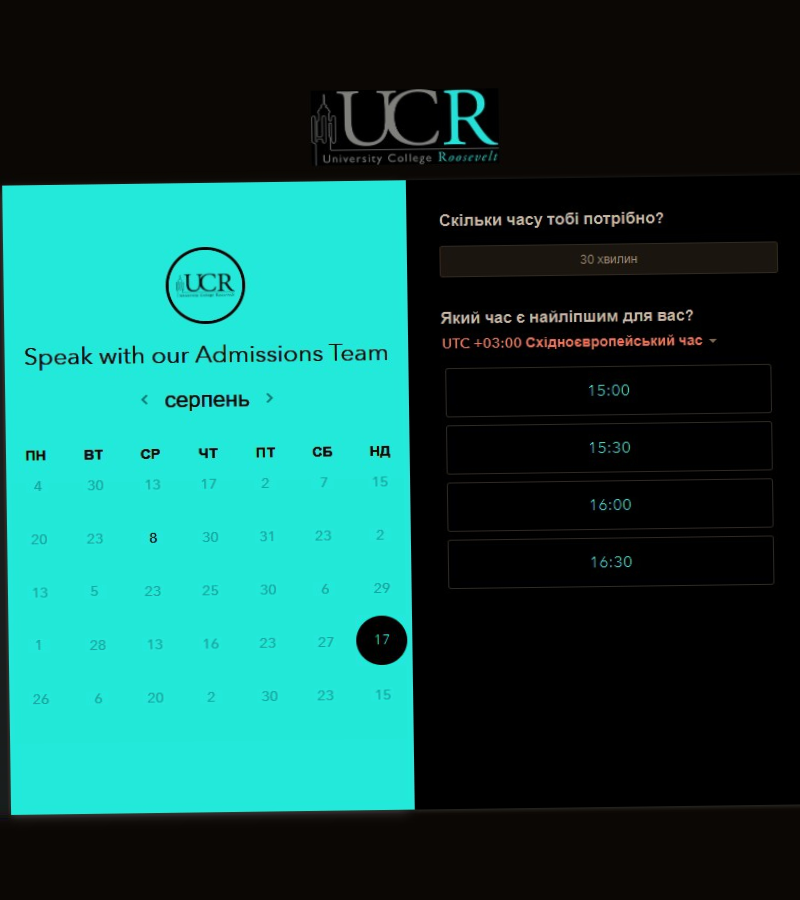 UCR
University College Roosevelt
UCR
University College Roosevelt
Speak with our Admissions Team
серпень
ПН ВТ СР ЧТ ПТ СБ НД
4 30 13 17 2 7 15
20 23 8 30 31 23 2
13 5 23 25 30 6 29
1 28 13 16 23 27 17
26 6 20 2 30 23 15
Скільки часу тобі потрібно?
30 хвилин
Який час є найліпшим для вас?
UTC +03:00 Східноєвропейський час
15:00
15:30
16:00
16:30